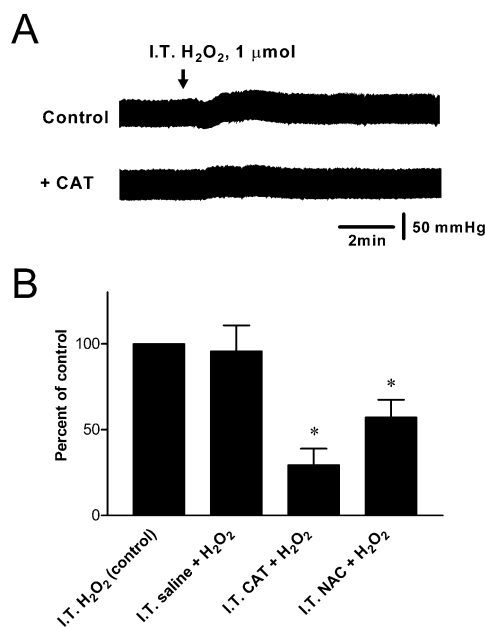 A
I.T. H₂O₂, 1 μmol
Control
+ CAT
2min
50 mmHg
B
Percent of control
100
50
0
*
*
I.T. H₂O₂ (control)
I.T. saline + H₂O₂
I.T. CAT + H₂O₂
I.T. NAC + H₂O₂